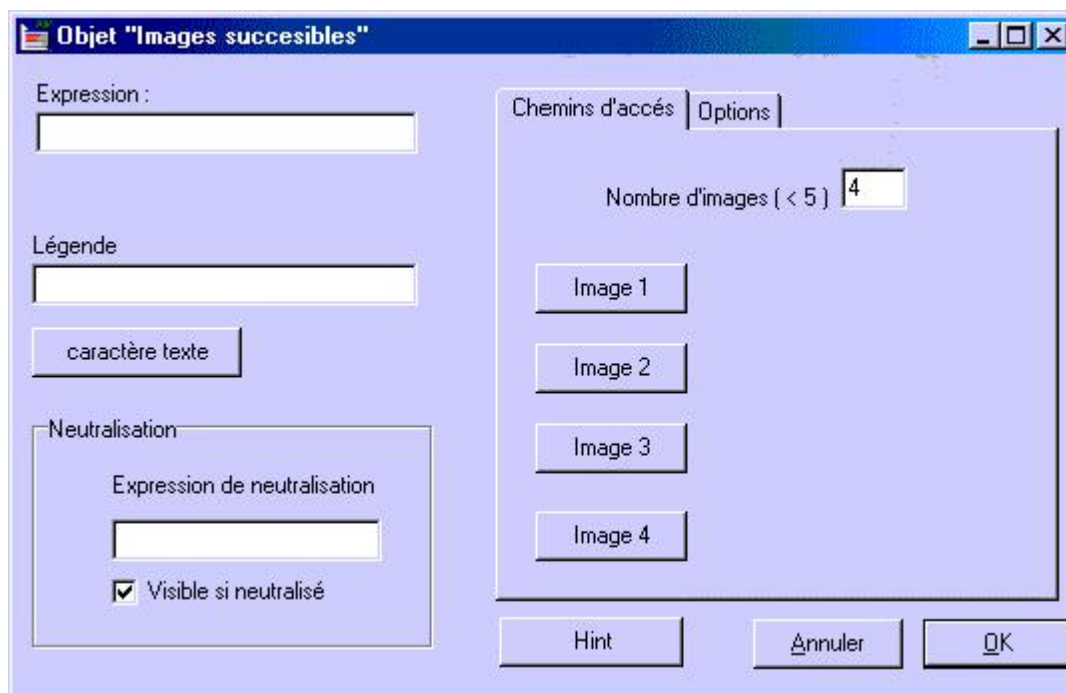 Objet "Images succesibles"
Expression :
Légende
caractère texte
Neutralisation
Expression de neutralisation
Visible si neutralisé
Chemins d'accés
Options
Nombre d'images ( < 5 ) 4
Image 1
Image 2
Image 3
Image 4
Hint
Annuler
OK